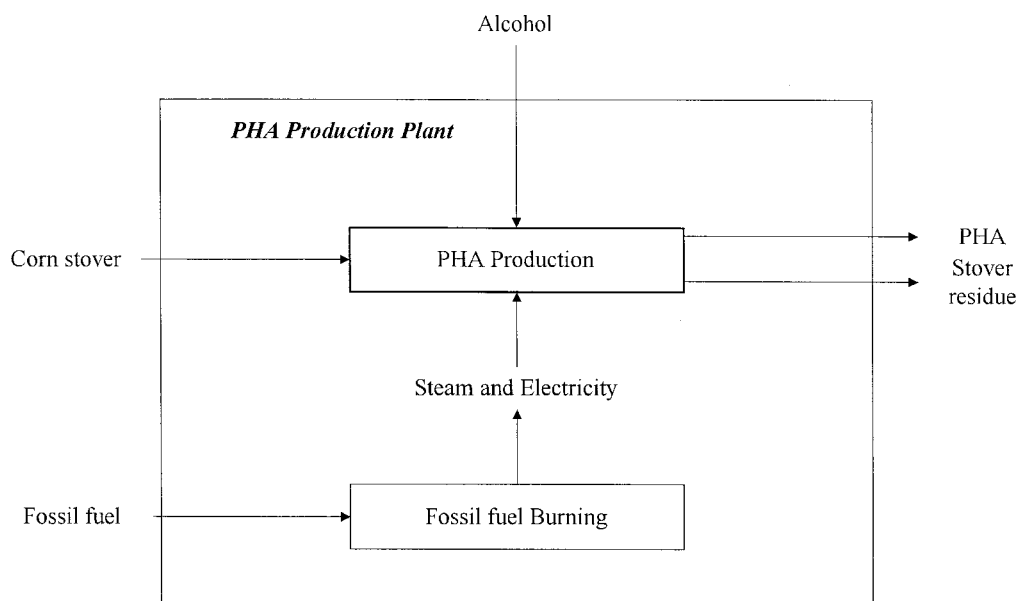 Alcohol
PHA Production Plant
Corn stover
PHA Production
PHA
Stover
residue
Steam and Electricity
Fossil fuel
Fossil fuel Burning